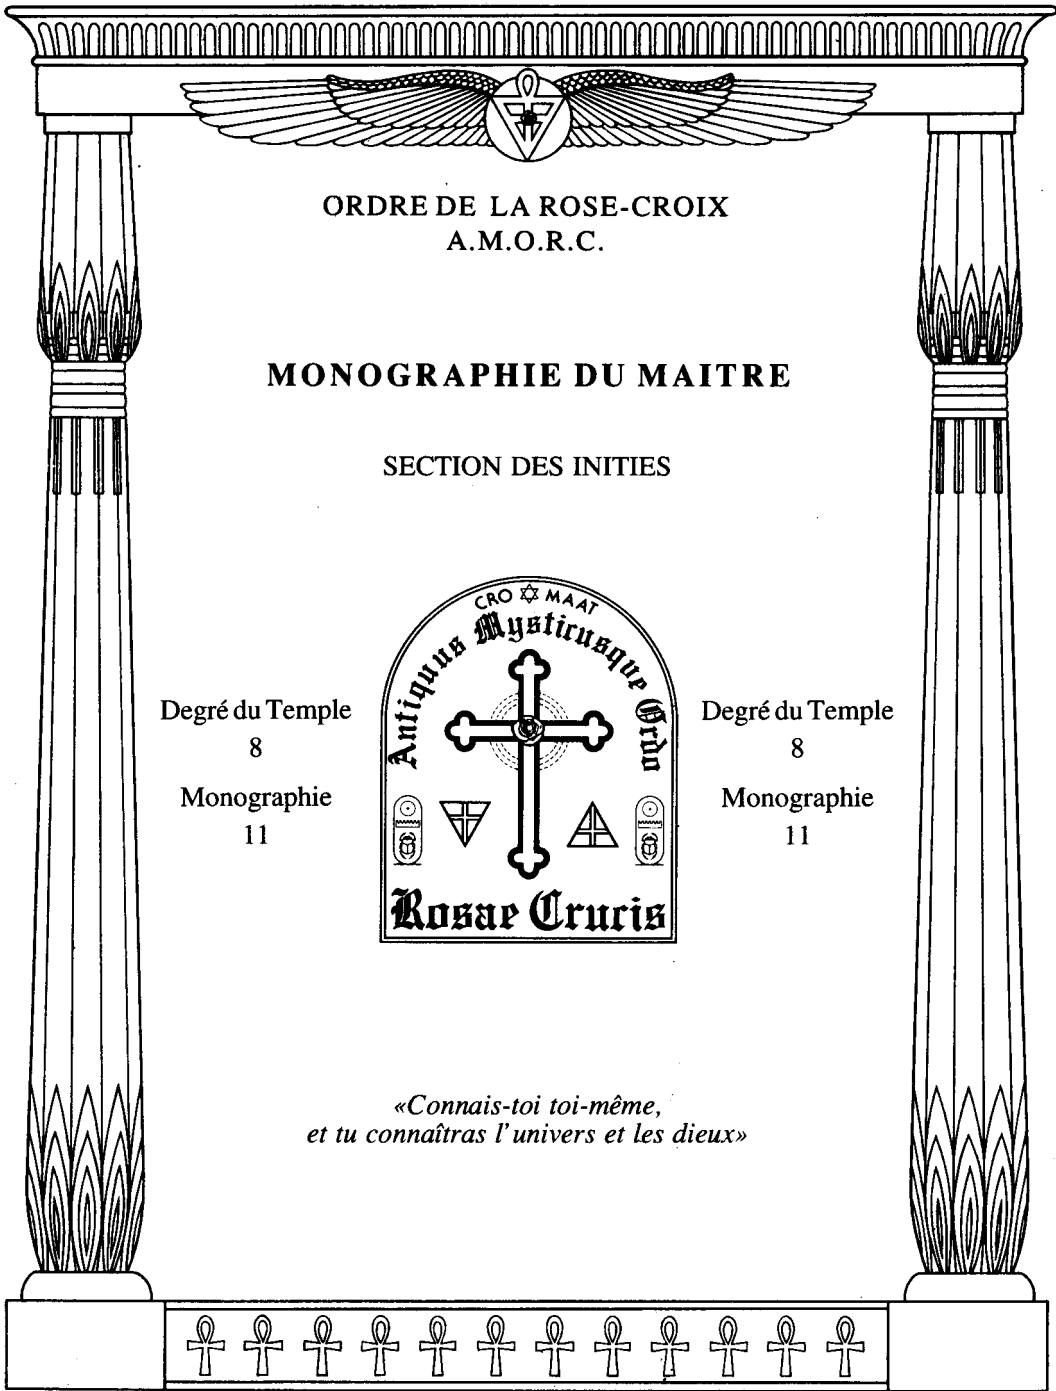 ORDRE DE LA ROSE-CROIX
A.M.O.R.C.
MONOGRAPHIE DU MAITRE
SECTION DES INITIES
CRO MAAT
Antiquus Mysticusque Ordo
Rosae Crucis
Degré du Temple
8
Monographie
11
Degré du Temple
8
Monographie
11
«Connais-toi toi-même,
et tu connaîtras l'univers et les dieux»